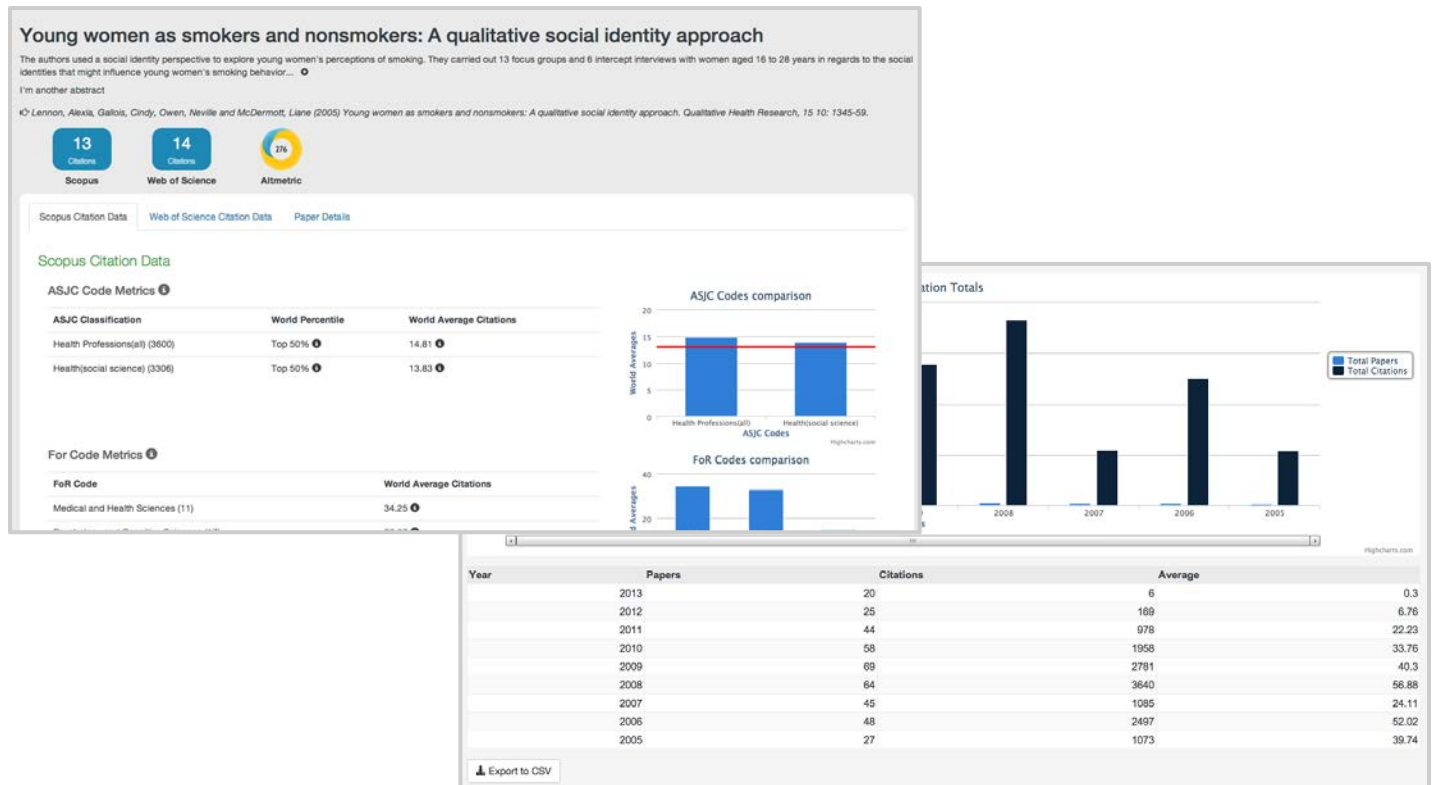 Young women as smokers and nonsmokers: A qualitative social identity approach
The authors used a social identity perspective to explore young women's perceptions of smoking. They carried out 13 focus groups and 6 intercept interviews with women aged 16 to 28 years in regards to the social
identities that might influence young women's smoking behavior...
I'm another abstract
Lennon, Alexia, Gallois, Cindy, Owen, Neville and McDermott, Liane (2005) Young women as smokers and nonsmokers: A qualitative social identity approach. Qualitative Health Research, 15 10: 1345-59.
13 14 276
Citations Citations
Scopus Web of Science Altmetric
Scopus Citation Data Web of Science Citation Data Paper Details
Scopus Citation Data
ASJC Code Metrics
ASJC Classification World Percentile World Average Citations
Health Professions(all) (3600) Top 50% 14.81
Health(social science) (3306) Top 50% 13.83
ASJC Codes comparison
World Averages
20
15
10
5
0
Health Professions(all) Health(social science)
ASJC Codes
Highcharts.com
For Code Metrics
FoR Code World Average Citations
Medical and Health Sciences (11) 34.25
FoR Codes comparison
40
20
ation Totals
Total Papers
Total Citations
2008 2007 2006 2005
Highcharts.com
Year Papers Citations Average
2013 20 6 0.3
2012 25 169 6.76
2011 44 978 22.23
2010 58 1958 33.76
2009 69 2781 40.3
2008 64 3640 56.88
2007 45 1085 24.11
2006 48 2497 52.02
2005 27 1073 39.74
Export to CSV